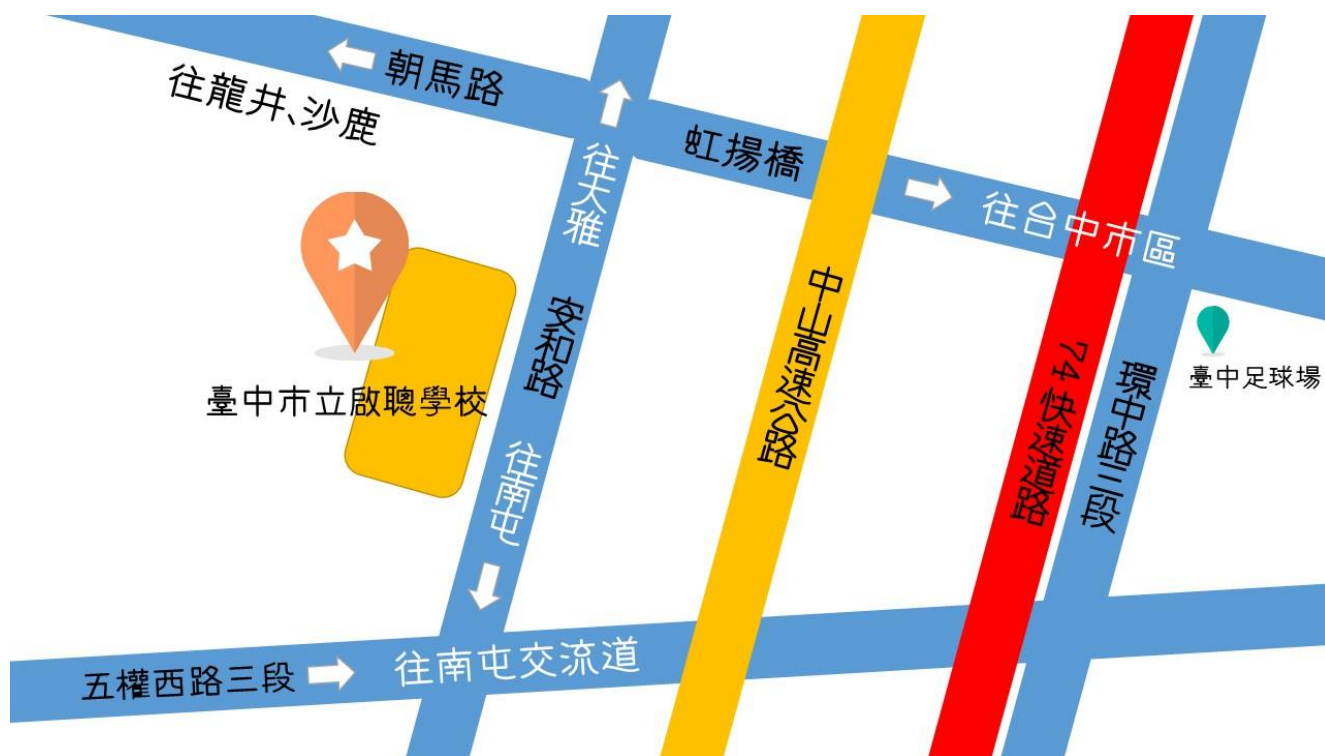 朝馬路
往龍井、沙鹿
虹揚橋
往大雅
往台中市區
安和路
中山高速公路
74快速道路
環中路三段
臺中足球場
臺中市立啟聰學校
往南屯
五權西路三段
往南屯交流道